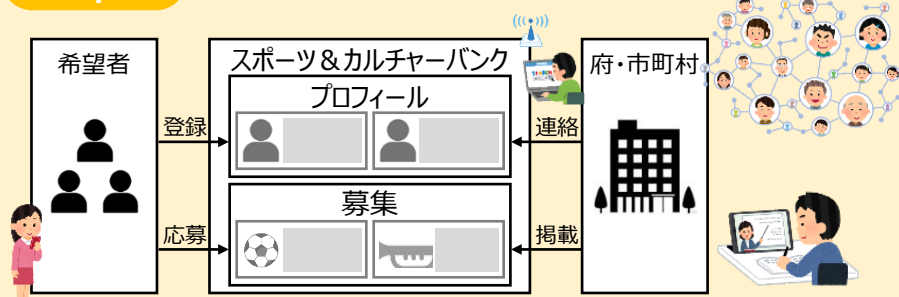 希望者
スポーツ&カルチャーバンク
府・市町村
プロフィール
登録
連絡
募集
応募
掲載